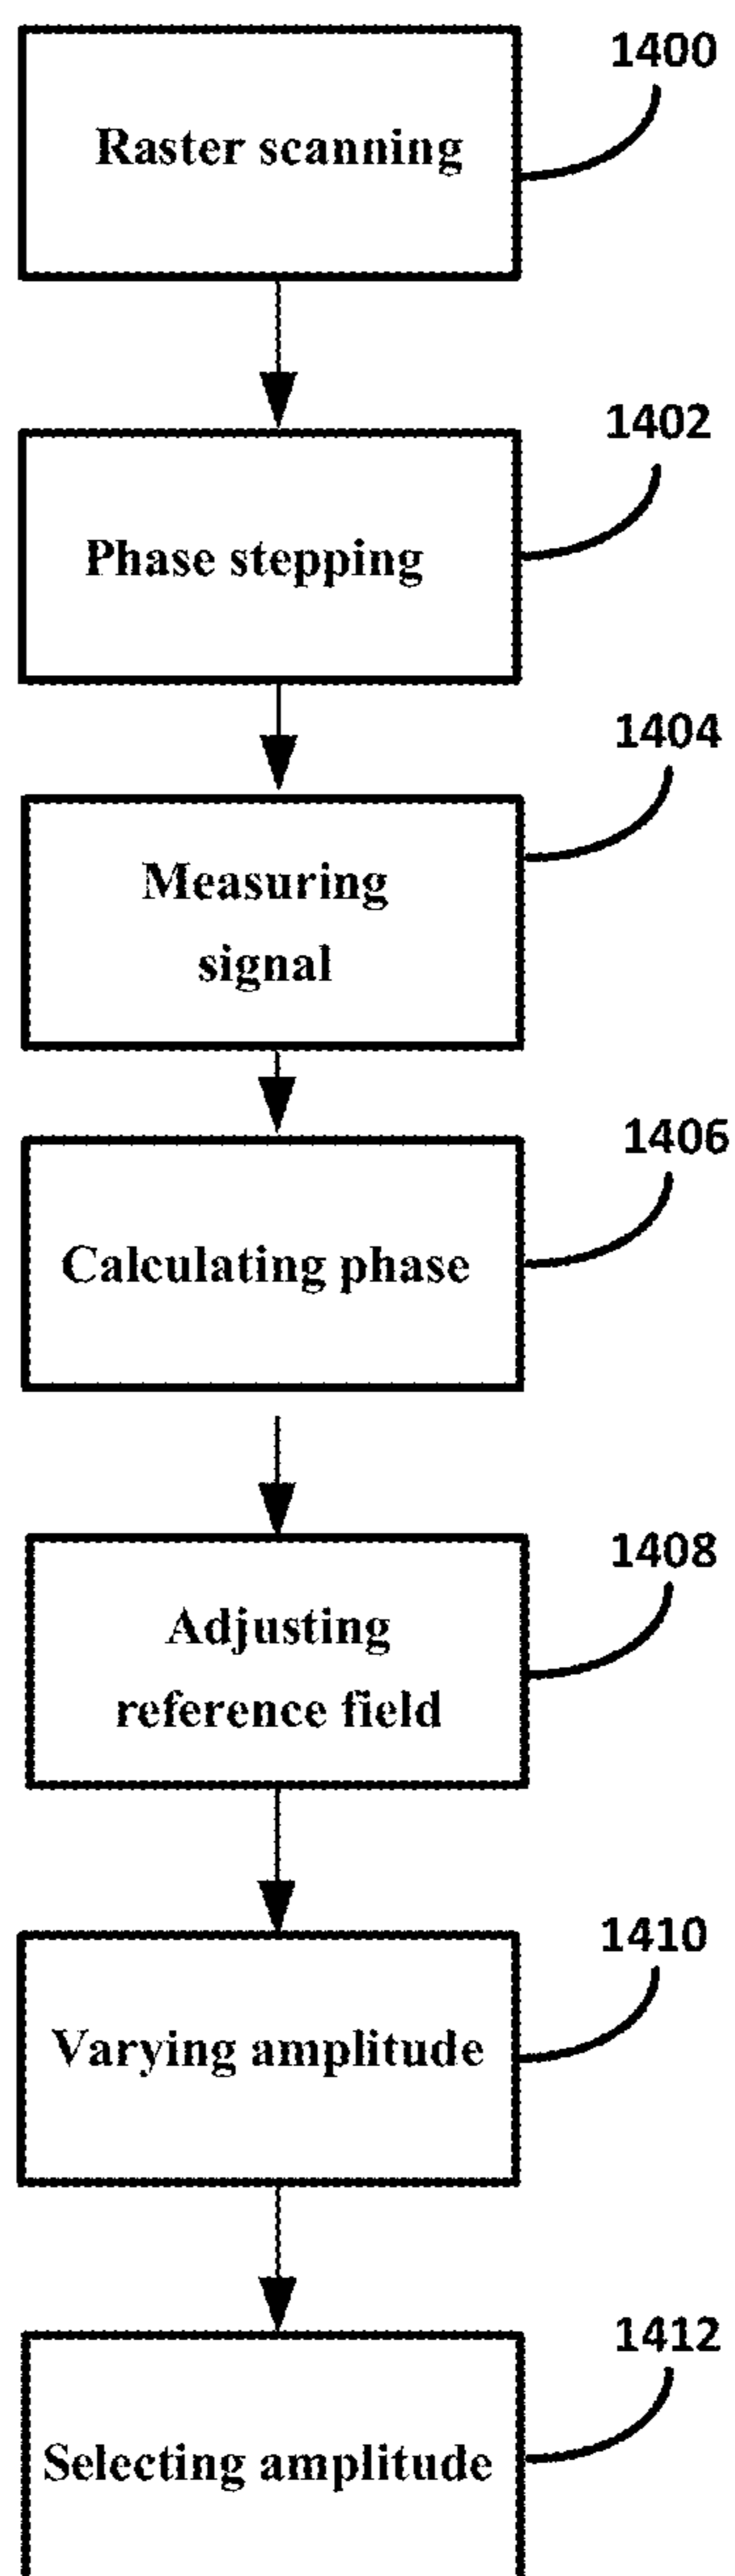 1400
Raster scanning
1402
Phase stepping
1404
Measuring
signal
1406
Calculating phase
1408
Adjusting
reference field
1410
Varying amplitude
1412
Selecting amplitude